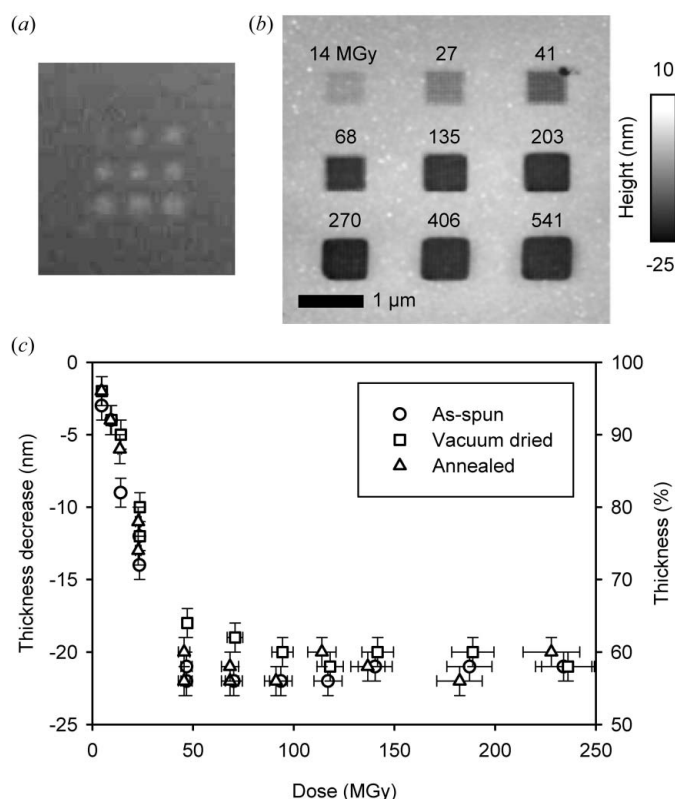 (a)
(b)
14 MGy 27 41
68 135 203
270 406 541
1 µm
10
Height (nm)
-25
(c)
0
-5
-10
-15
-20
-25
Thickness decrease (nm)
As-spun
Vacuum dried
Annealed
100
90
80
70
60
50
Thickness (%)
0 50 100 150 200 250
Dose (MGy)